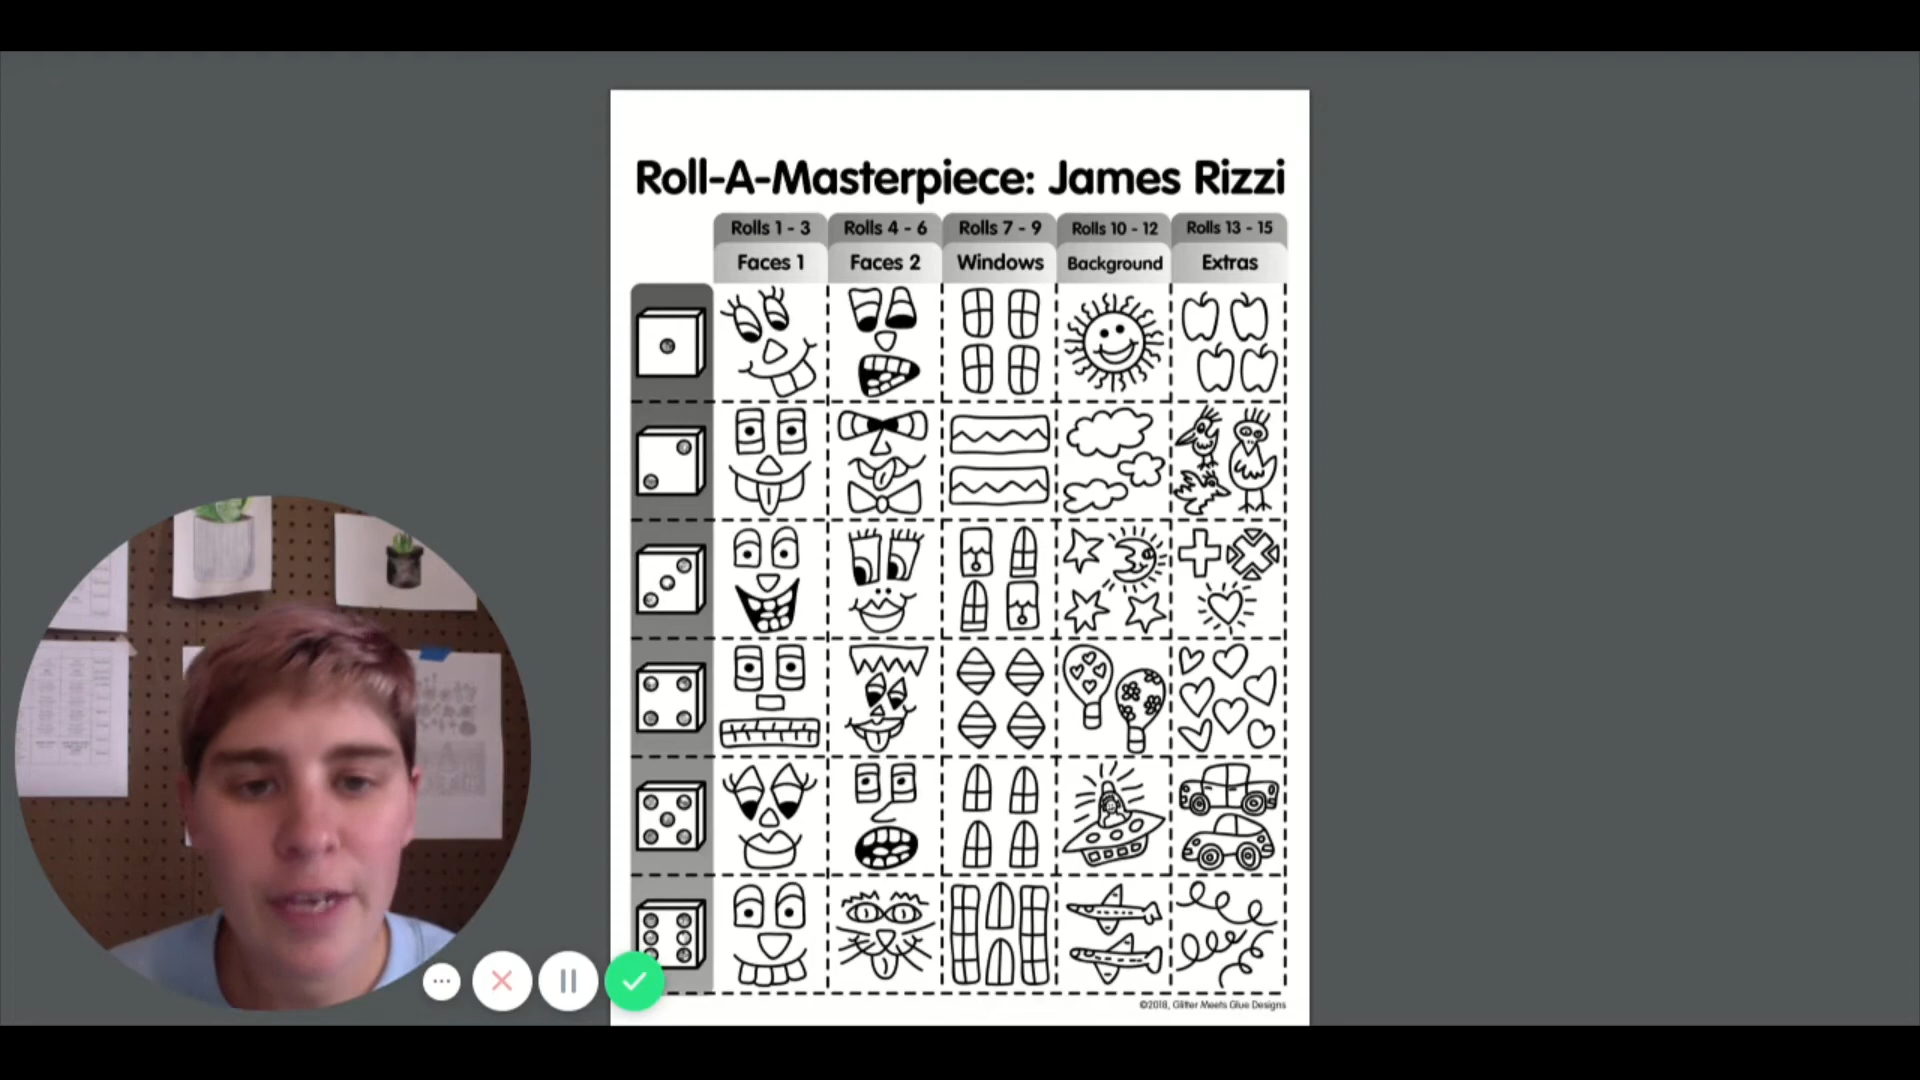 Roll-A-Masterpiece: James Rizzi
Rolls 1 - 3 Rolls 4 - 6 Rolls 7 - 9 Rolls 10 - 12 Rolls 13 - 15
Faces 1 Faces 2 Windows Background Extras
©2018, Glitter Meets Glue Designs